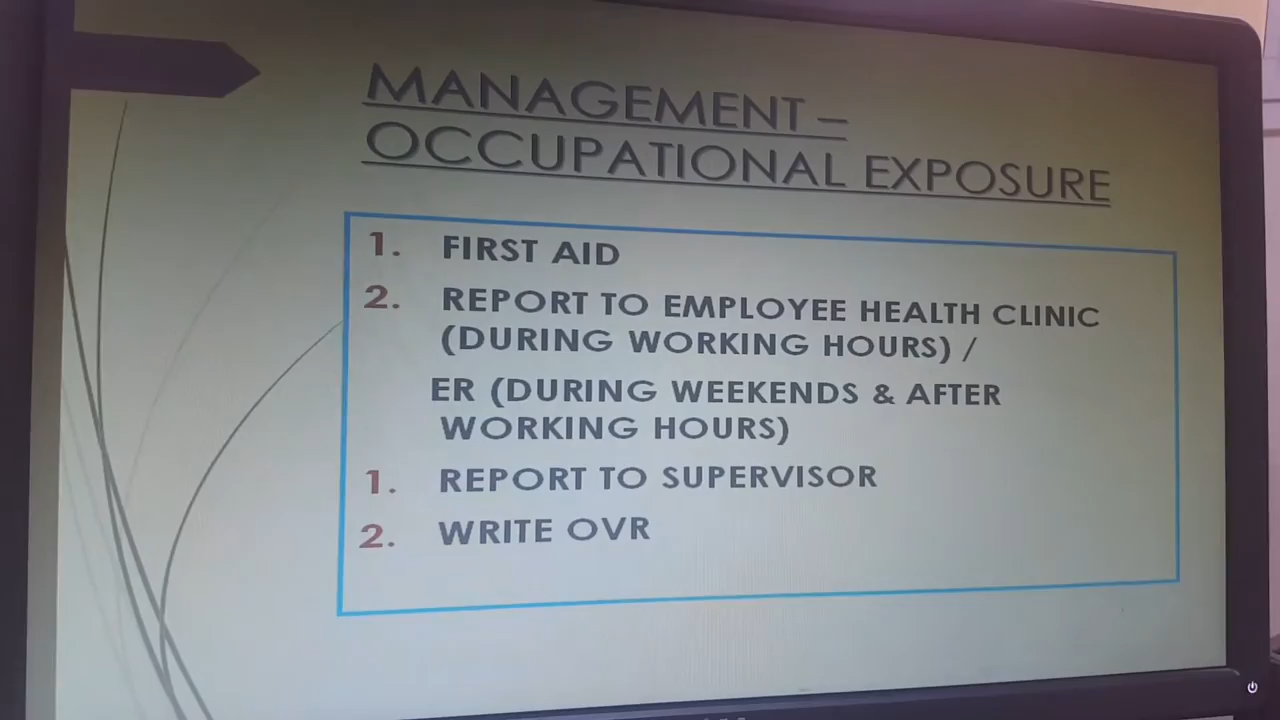 MANAGEMENT –
OCCUPATIONAL EXPOSURE
1. FIRST AID
2. REPORT TO EMPLOYEE HEALTH CLINIC
(DURING WORKING HOURS) /
ER (DURING WEEKENDS & AFTER
WORKING HOURS)
1. REPORT TO SUPERVISOR
2. WRITE OVR